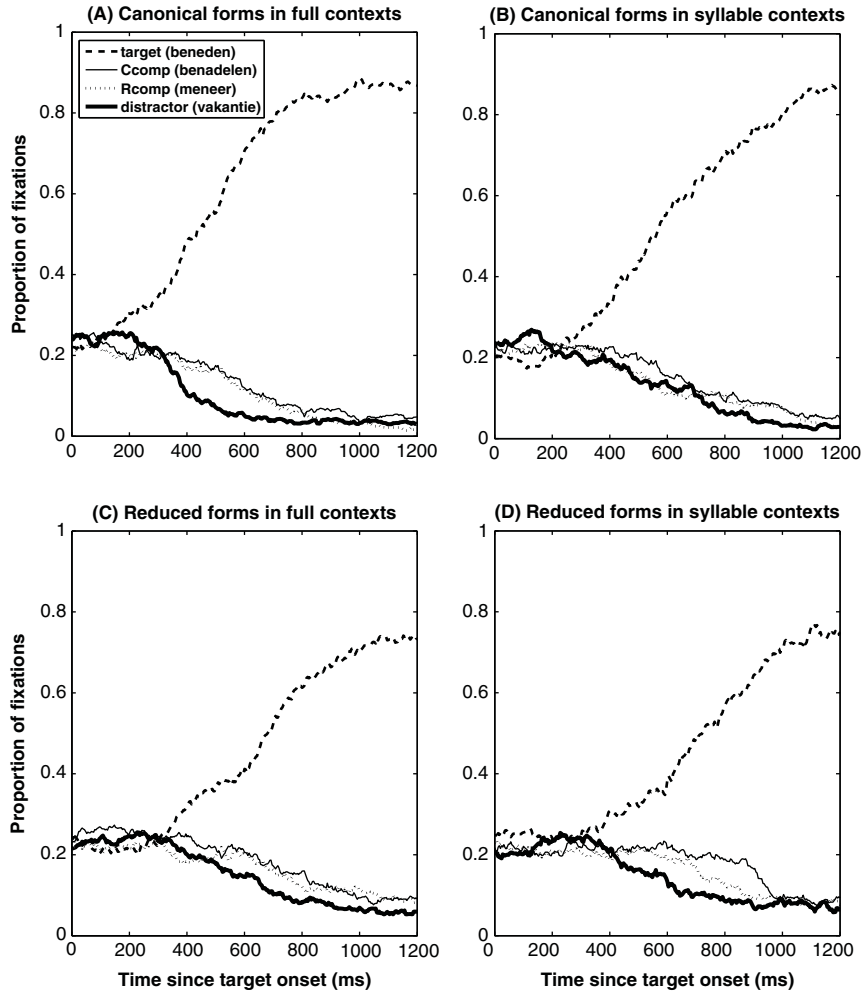 (A) Canonical forms in full contexts
1
0.8
0.6
0.4
0.2
0
Proportion of fixations
target (beneden)
Ccomp (benadelen)
Rcomp (meneer)
distractor (vakantie)
0 200 400 600 800 1000 1200
(B) Canonical forms in syllable contexts
1
0.8
0.6
0.4
0.2
0
0 200 400 600 800 1000 1200
(C) Reduced forms in full contexts
1
0.8
0.6
0.4
0.2
0
Proportion of fixations
0 200 400 600 800 1000 1200
Time since target onset (ms)
(D) Reduced forms in syllable contexts
1
0.8
0.6
0.4
0.2
0
0 200 400 600 800 1000 1200
Time since target onset (ms)